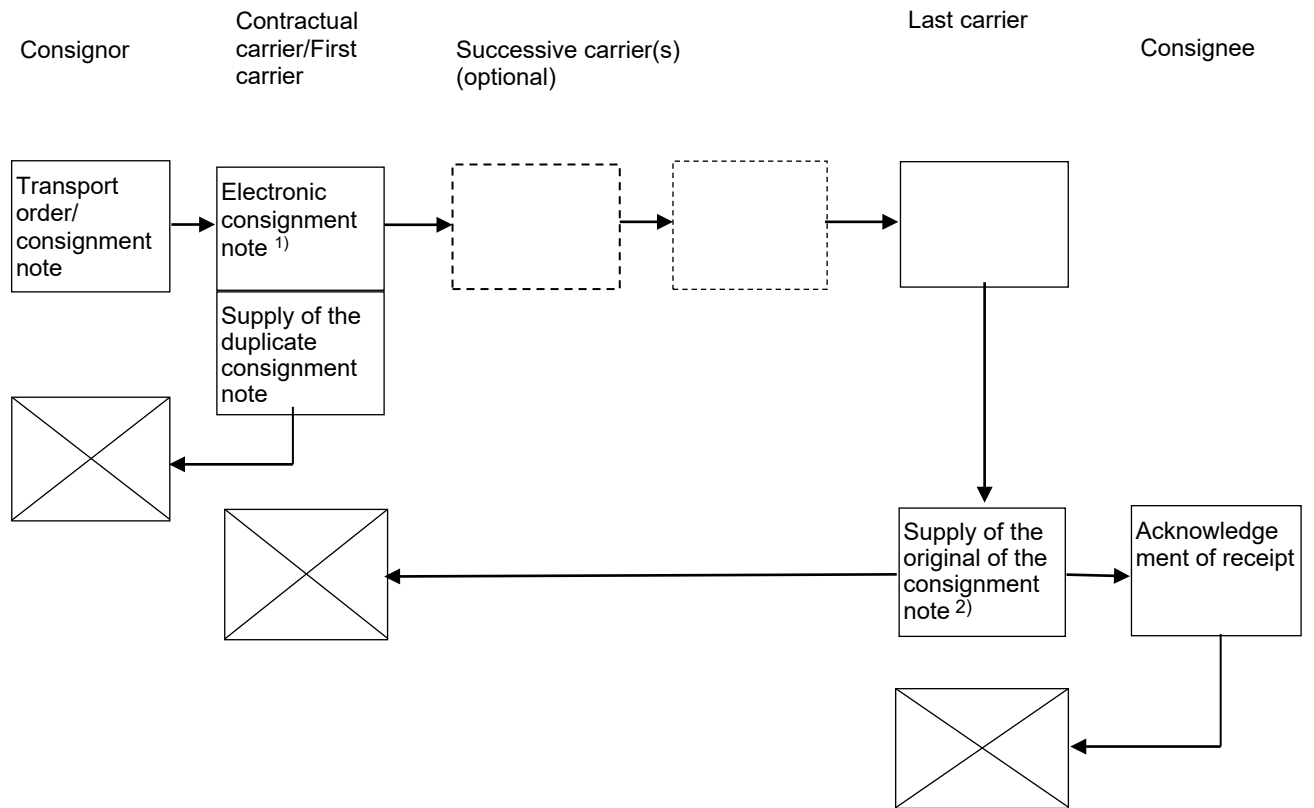 Consignor
Contractual
carrier/First
carrier
Successive carrier(s)
(optional)
Last carrier
Consignee
Transport
order/
consignment
note
Electronic
consignment
note 1)
Supply of the
duplicate
consignment
note
Supply of the
original of the
consignment
note 2)
Acknowledge
ment of receipt